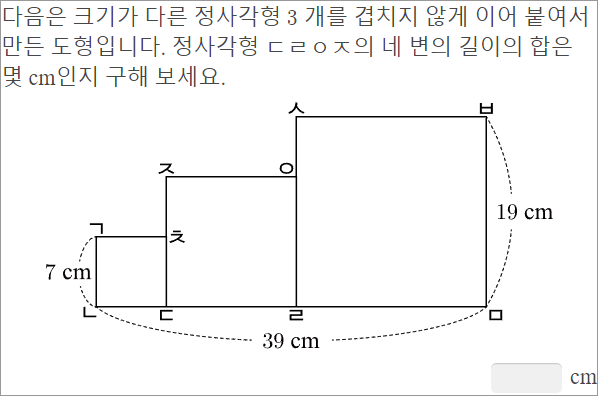 다음은 크기가 다른 정사각형 3 개를 겹치지 않게 이어 붙여서
만든 도형입니다. 정사각형 ㄷㄹㅇㅈ의 네 변의 길이의 합은
몇 cm인지 구해 보세요.
ㅅ ㅂ
ㅈ ㅇ
19 cm
ㄱ ㅊ
7 cm
ㄴ ㄷ ㄹ ㅁ
39 cm
cm